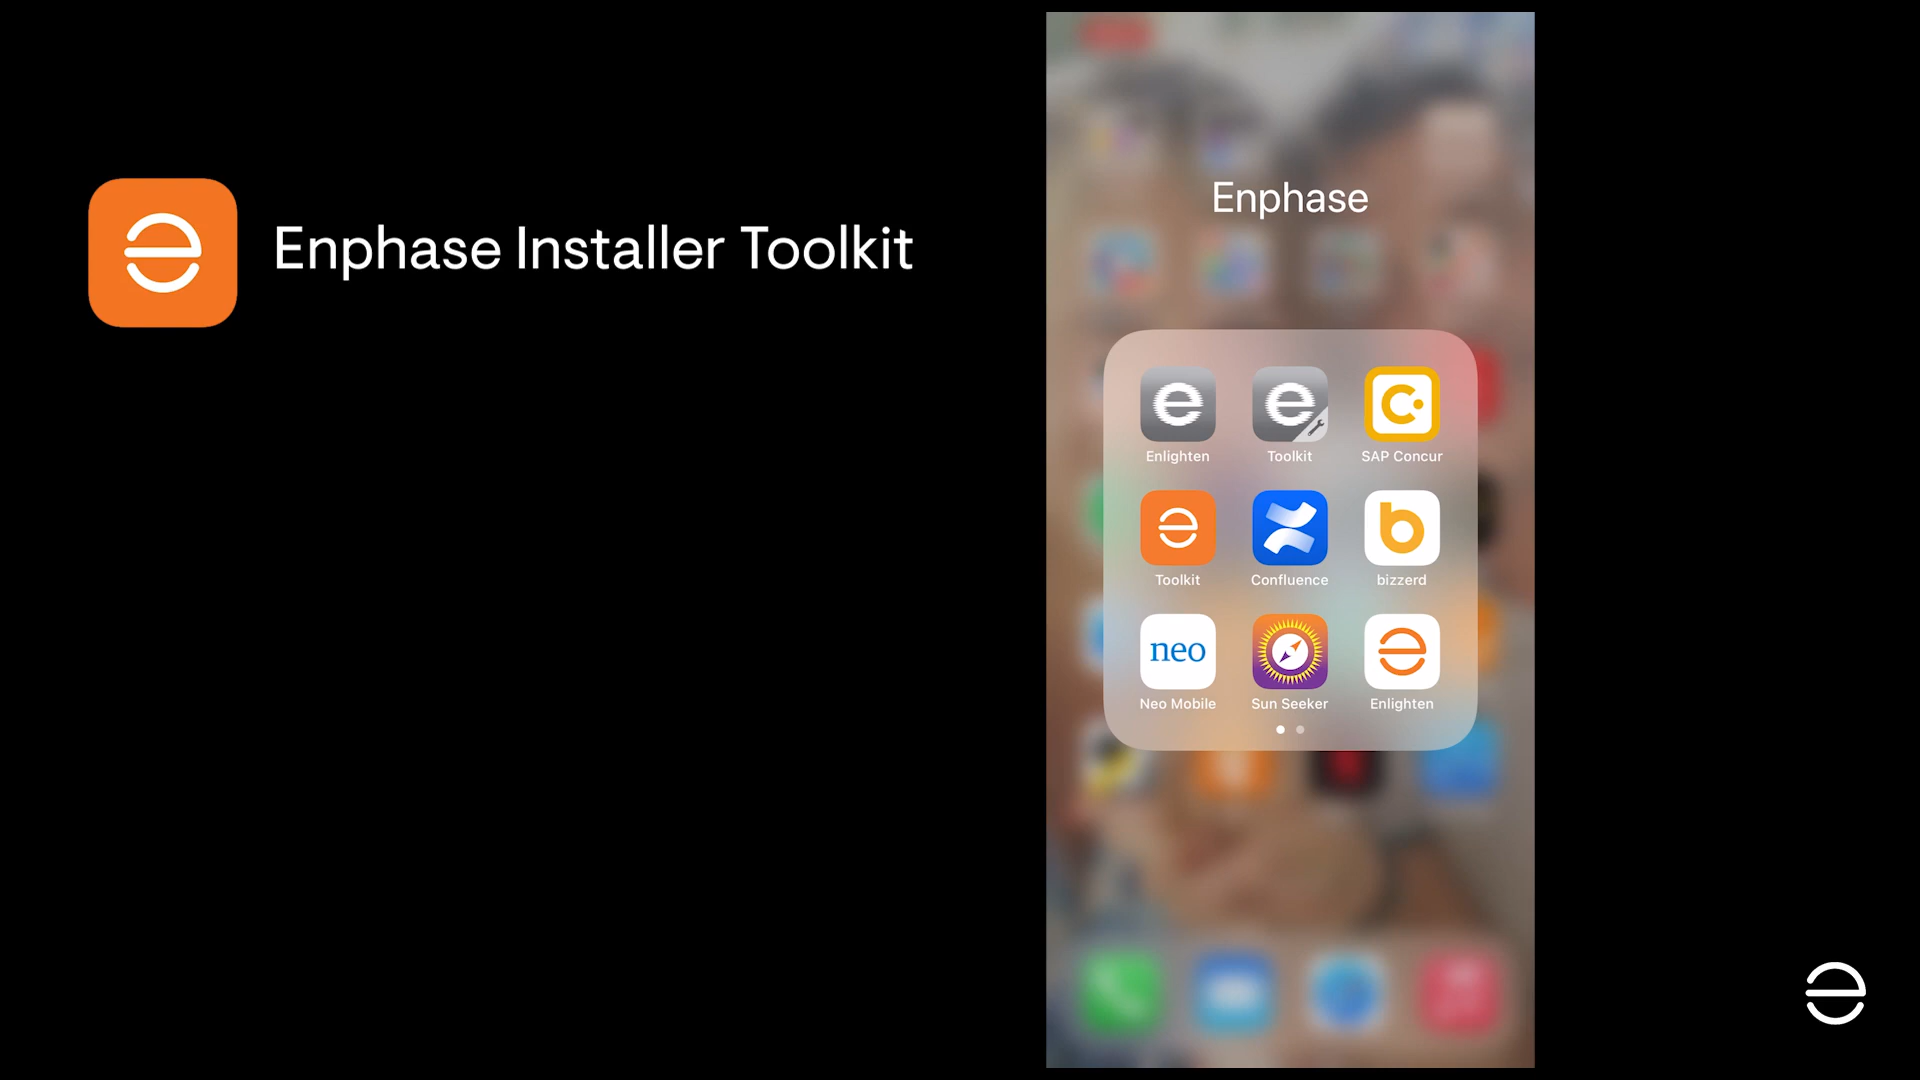 Enphase Installer Toolkit
Enphase
Enlighten
Toolkit
SAP Concur
Toolkit
Confluence
bizzerd
neo
Neo Mobile
Sun Seeker
Enlighten